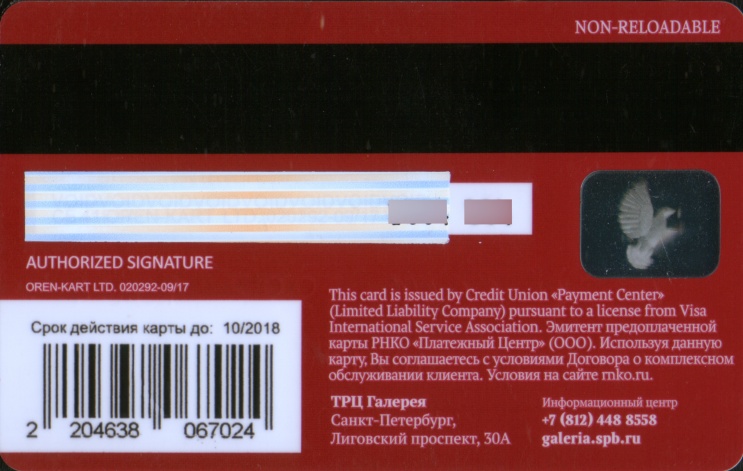 NON-RELOADABLE
AUTHORIZED SIGNATURE
OREN-KART LTD. 020292-09/17
This card is issued by Credit Union «Payment Center»
(Limited Liability Company) pursuant to a license from Visa
International Service Association. Эмитент предоплаченной
карты РНКО «Платежный Центр» (ООО). Используя данную
карту, Вы соглашаетесь с условиями Договора о комплексном
обслуживании клиента. Условия на сайте rnko.ru.
Срок действия карты до: 10/2018
2 204638 067024
ТРЦ Галерея
Санкт-Петербург,
Лиговский проспект, 30А
Информационный центр
+7 (812) 448 8558
galeria.spb.ru